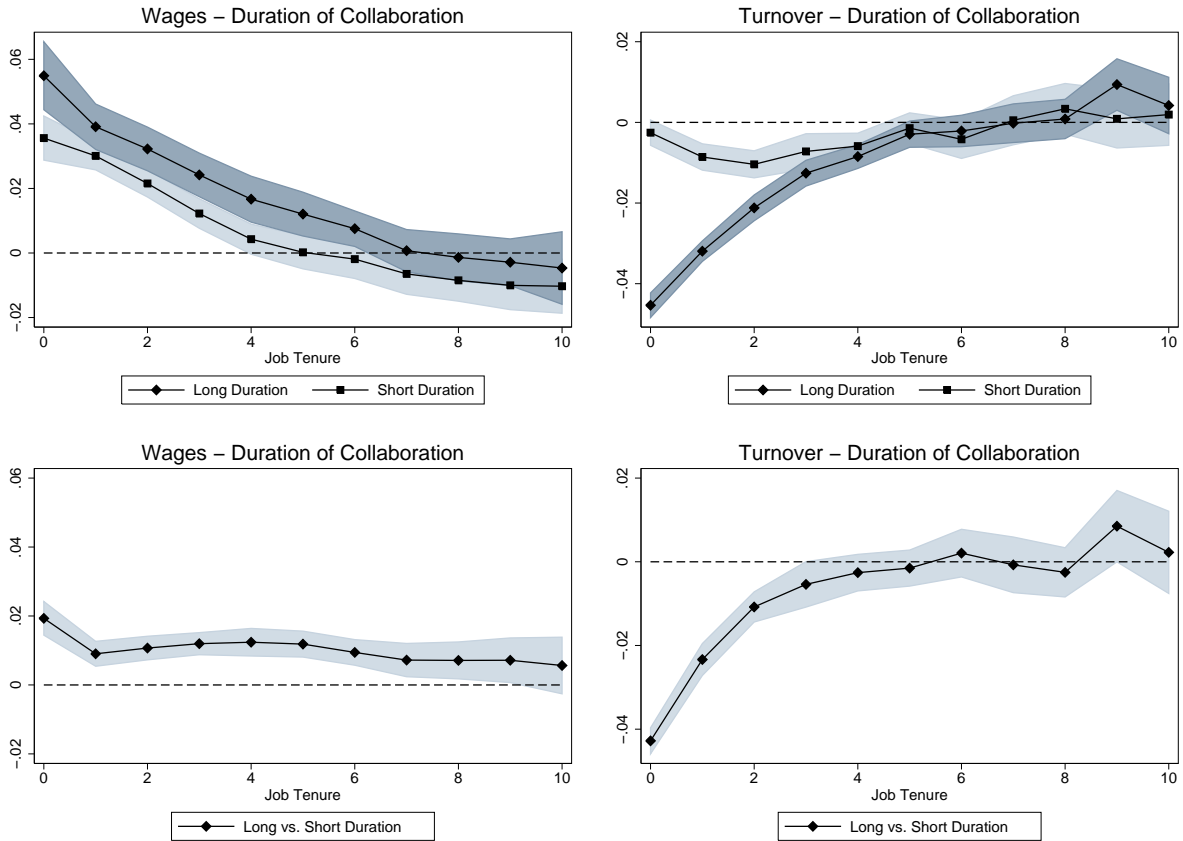 Wages – Duration of Collaboration
.06
.04
.02
0
-.02
0 2 4 6 8 10
Job Tenure
Long Duration Short Duration
Turnover – Duration of Collaboration
.02
0
-.02
-.04
0 2 4 6 8 10
Job Tenure
Long Duration Short Duration
Wages – Duration of Collaboration
.06
.04
.02
0
-.02
0 2 4 6 8 10
Job Tenure
Long vs. Short Duration
Turnover – Duration of Collaboration
.02
0
-.02
-.04
0 2 4 6 8 10
Job Tenure
Long vs. Short Duration